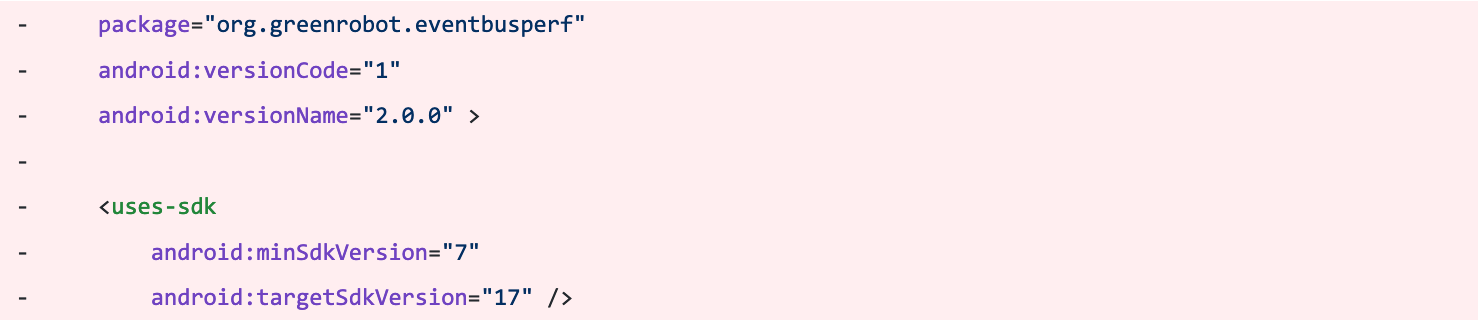 -     package="org.greenrobot.eventbusperf"
-     android:versionCode="1"
-     android:versionName="2.0.0" >
-
-     <uses-sdk
-         android:minSdkVersion="7"
-         android:targetSdkVersion="17" />